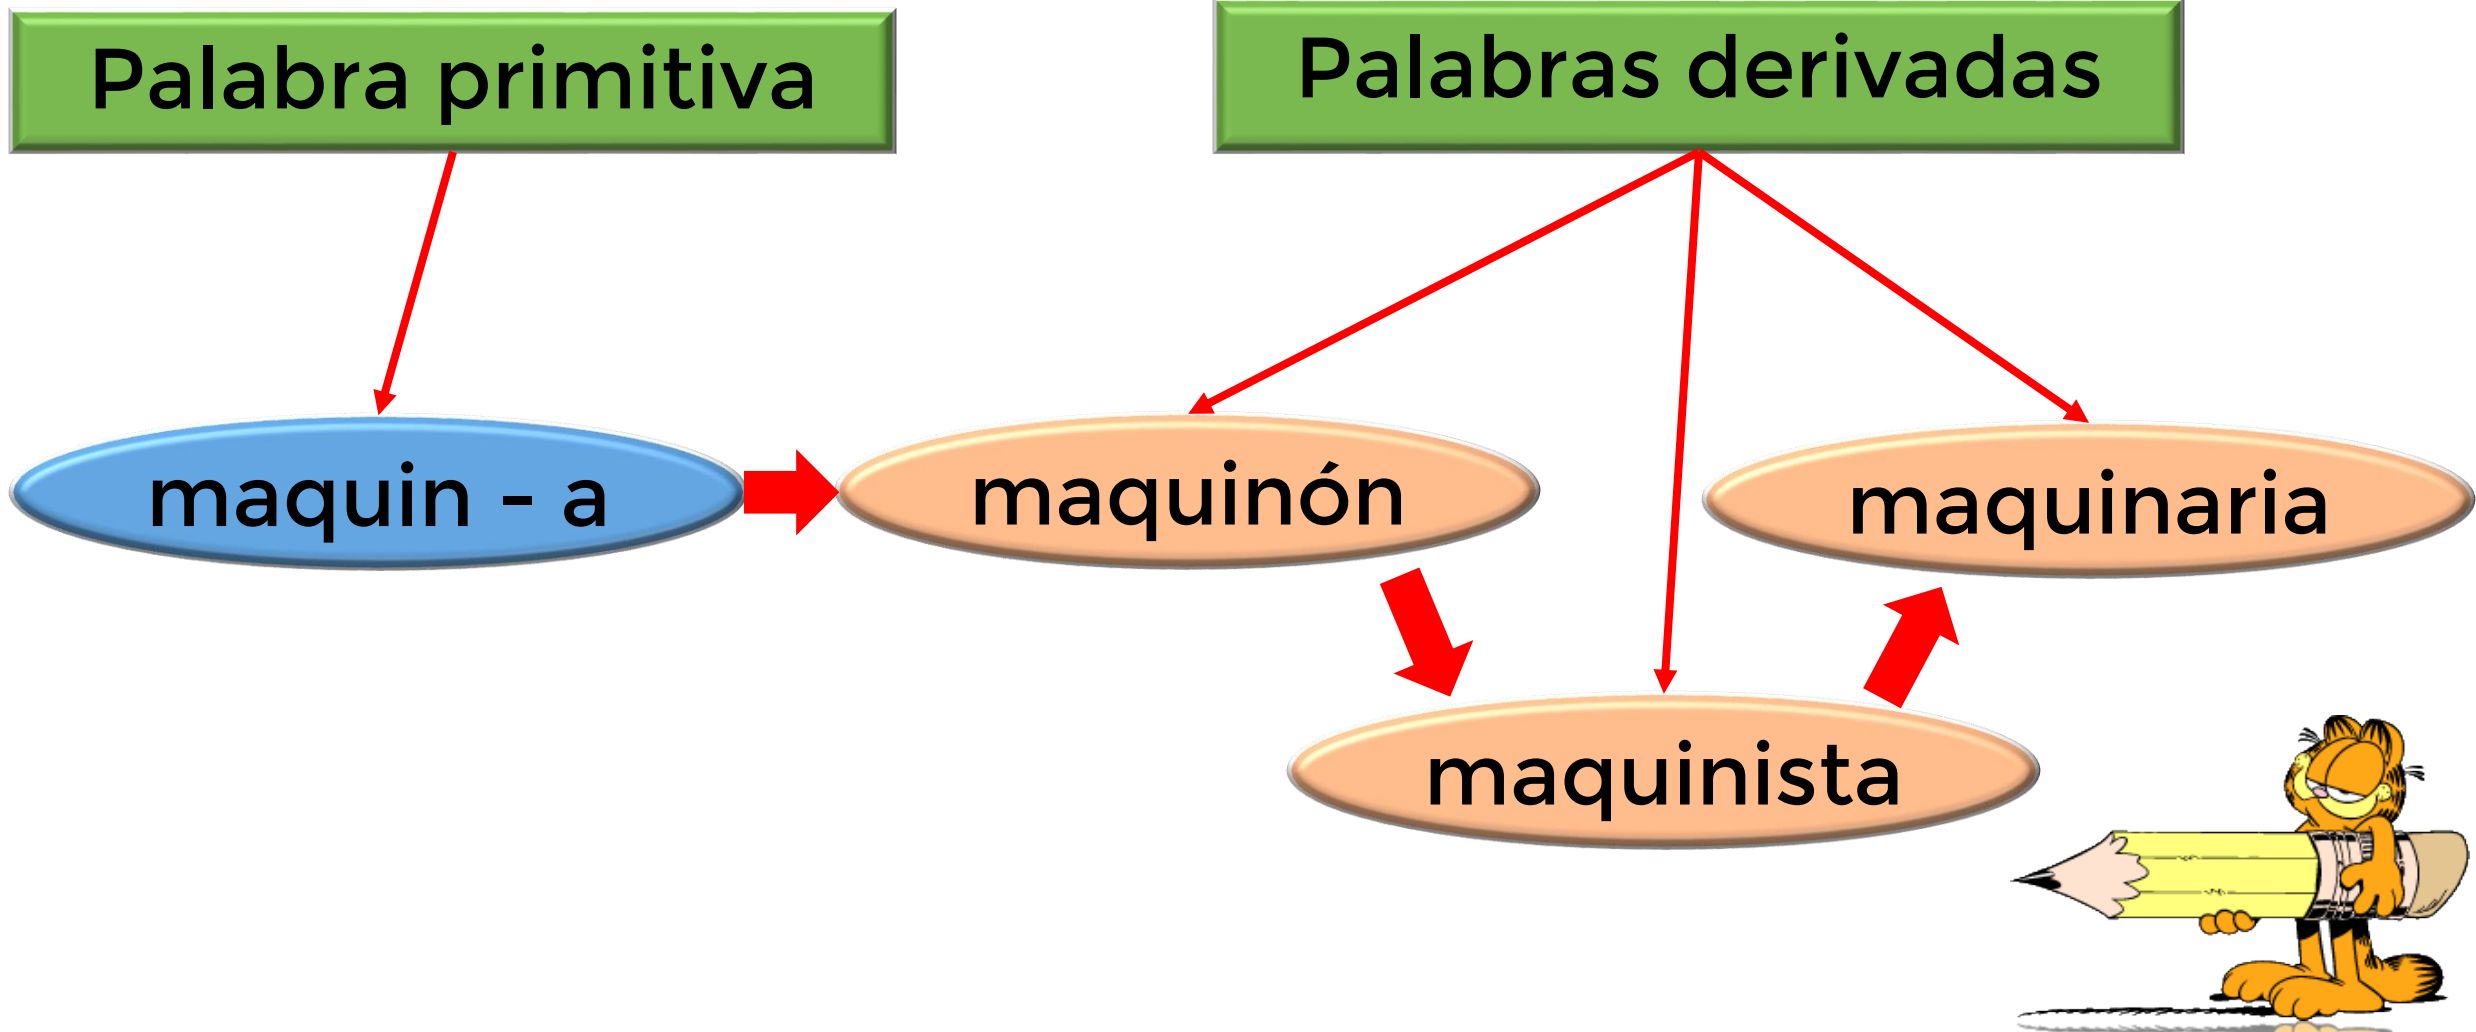 Palabra primitiva
Palabras derivadas
maquin - a
maquinón
maquinaria
maquinista